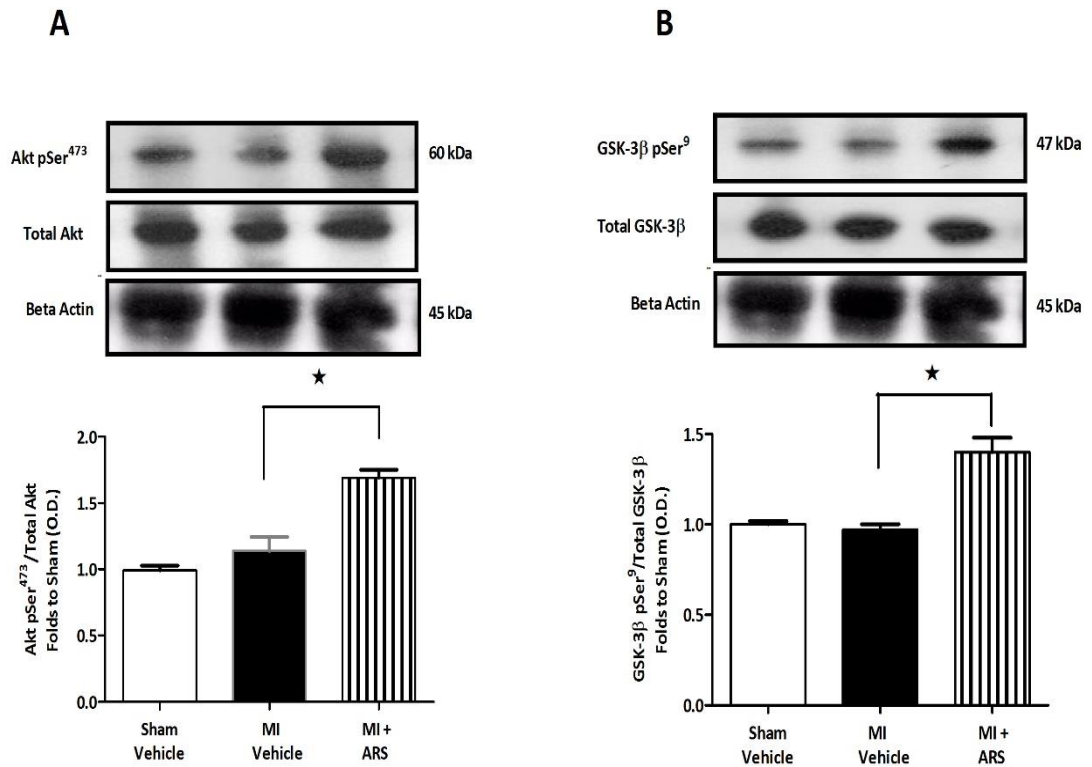 A
Akt pSer⁴⁷³
60 kDa
Total Akt
Beta Actin
45 kDa
★
Akt pSer⁴⁷³/Total Akt
Folds to Sham (O.D.)
2.0
1.5
1.0
0.5
0.0
Sham
Vehicle
MI
Vehicle
MI +
ARS
B
GSK-3β pSer⁹
47 kDa
Total GSK-3β
Beta Actin
45 kDa
★
GSK-3β pSer⁹/Total GSK-3β
Folds to Sham (O.D.)
1.5
1.0
0.5
0.0
Sham
Vehicle
MI
Vehicle
MI +
ARS